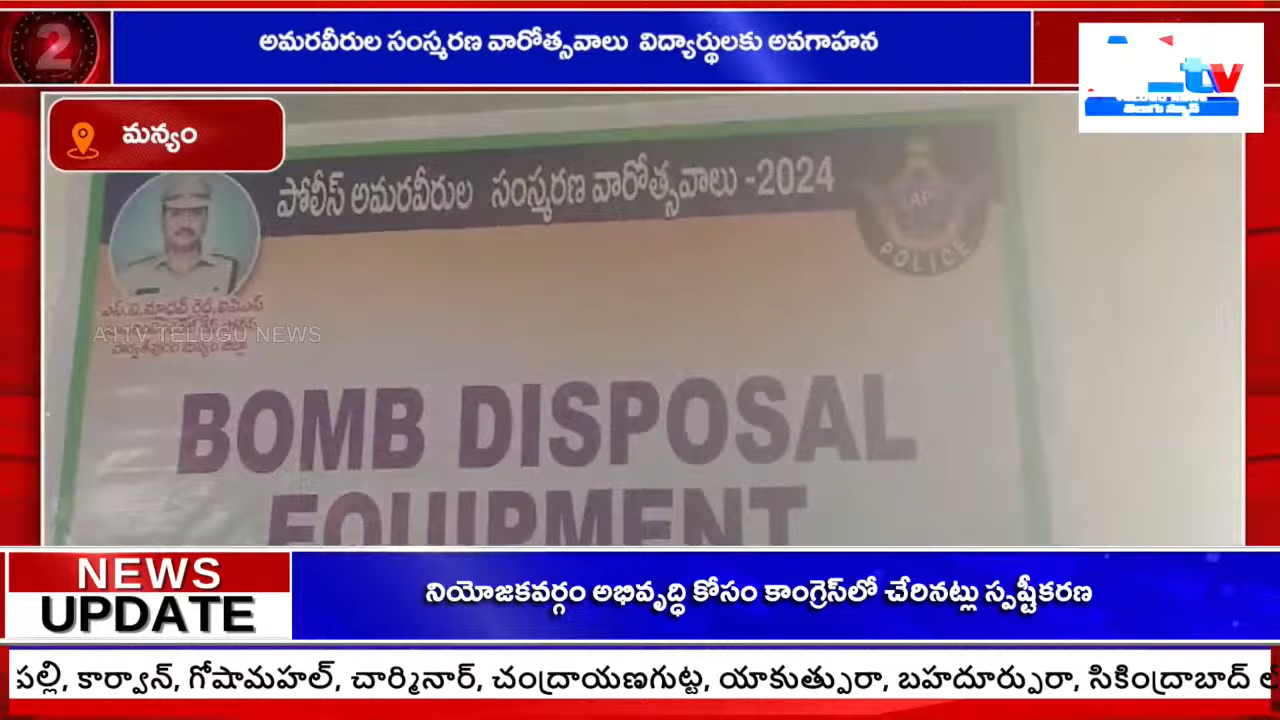 2
అమరవీరుల సంస్మరణ వారోత్సవాలు విద్యార్థులకు అవగాహన
tv
తెలుగు న్యూస్
మన్యం
పోలీస్ అమరవీరుల సంస్మరణ వారోత్సవాలు -2024
AP
POLICE
A1TV TELUGU NEWS
BOMB DISPOSAL
EQUIPMENT
NEWS
UPDATE
నియోజకవర్గం అభివృద్ధి కోసం కాంగ్రెస్‌లో చేరినట్లు స్పష్టీకరణ
పల్లి, కార్వాన్, గోషామహల్, చార్మినార్, చంద్రాయణగుట్ట, యాకుత్పురా, బహదూర్పురా, సికింద్రాబాద్